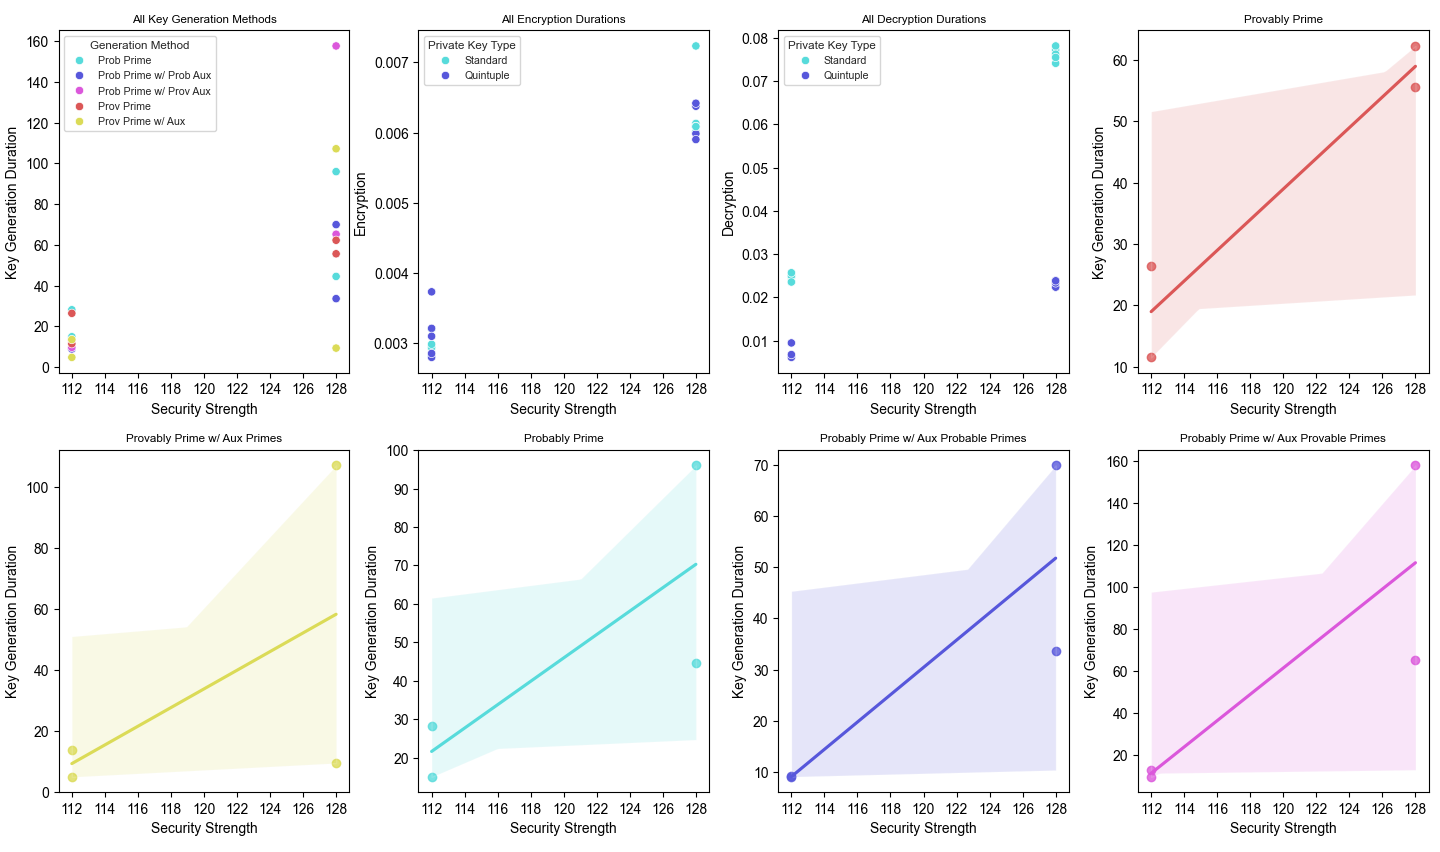 All Key Generation Methods
Key Generation Duration
160
140
120
100
80
60
40
20
0
Generation Method
Prob Prime
Prob Prime w/ Prob Aux
Prob Prime w/ Prov Aux
Prov Prime
Prov Prime w/ Aux
112 114 116 118 120 122 124 126 128
Security Strength
All Encryption Durations
Encryption
0.007
0.006
0.005
0.004
0.003
Private Key Type
Standard
Quintuple
112 114 116 118 120 122 124 126 128
Security Strength
All Decryption Durations
Decryption
0.08
0.07
0.06
0.05
0.04
0.03
0.02
0.01
Private Key Type
Standard
Quintuple
112 114 116 118 120 122 124 126 128
Security Strength
Provably Prime
Key Generation Duration
60
50
40
30
20
10
112 114 116 118 120 122 124 126 128
Security Strength
Provably Prime w/ Aux Primes
Key Generation Duration
100
80
60
40
20
0
112 114 116 118 120 122 124 126 128
Security Strength
Probably Prime
Key Generation Duration
100
90
80
70
60
50
40
30
20
112 114 116 118 120 122 124 126 128
Security Strength
Probably Prime w/ Aux Probable Primes
Key Generation Duration
70
60
50
40
30
20
10
112 114 116 118 120 122 124 126 128
Security Strength
Probably Prime w/ Aux Provable Primes
Key Generation Duration
160
140
120
100
80
60
40
20
112 114 116 118 120 122 124 126 128
Security Strength